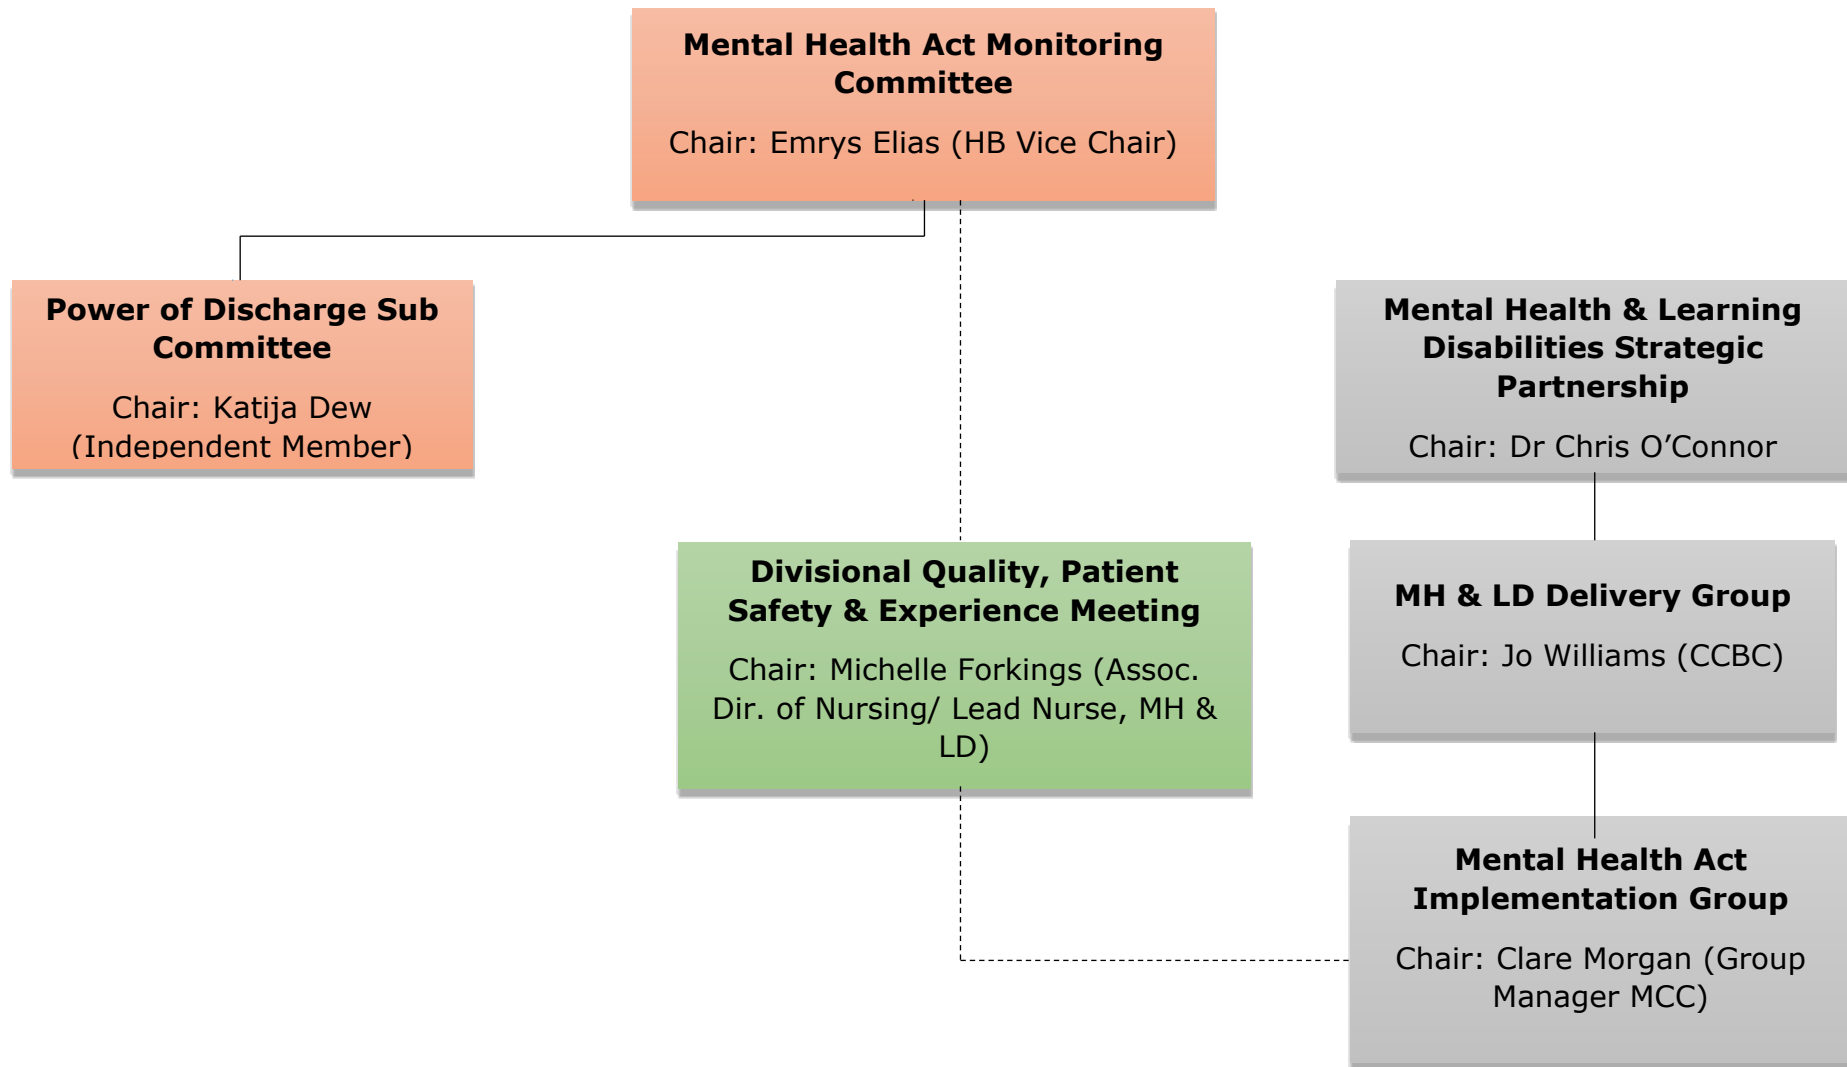 Mental Health Act Monitoring
Committee
Chair: Emrys Elias (HB Vice Chair)
Power of Discharge Sub
Committee
Chair: Katija Dew
(Independent Member)
Mental Health & Learning
Disabilities Strategic
Partnership
Chair: Dr Chris O’Connor
Divisional Quality, Patient
Safety & Experience Meeting
Chair: Michelle Forkings (Assoc.
Dir. of Nursing/ Lead Nurse, MH &
LD)
MH & LD Delivery Group
Chair: Jo Williams (CCBC)
Mental Health Act
Implementation Group
Chair: Clare Morgan (Group
Manager MCC)